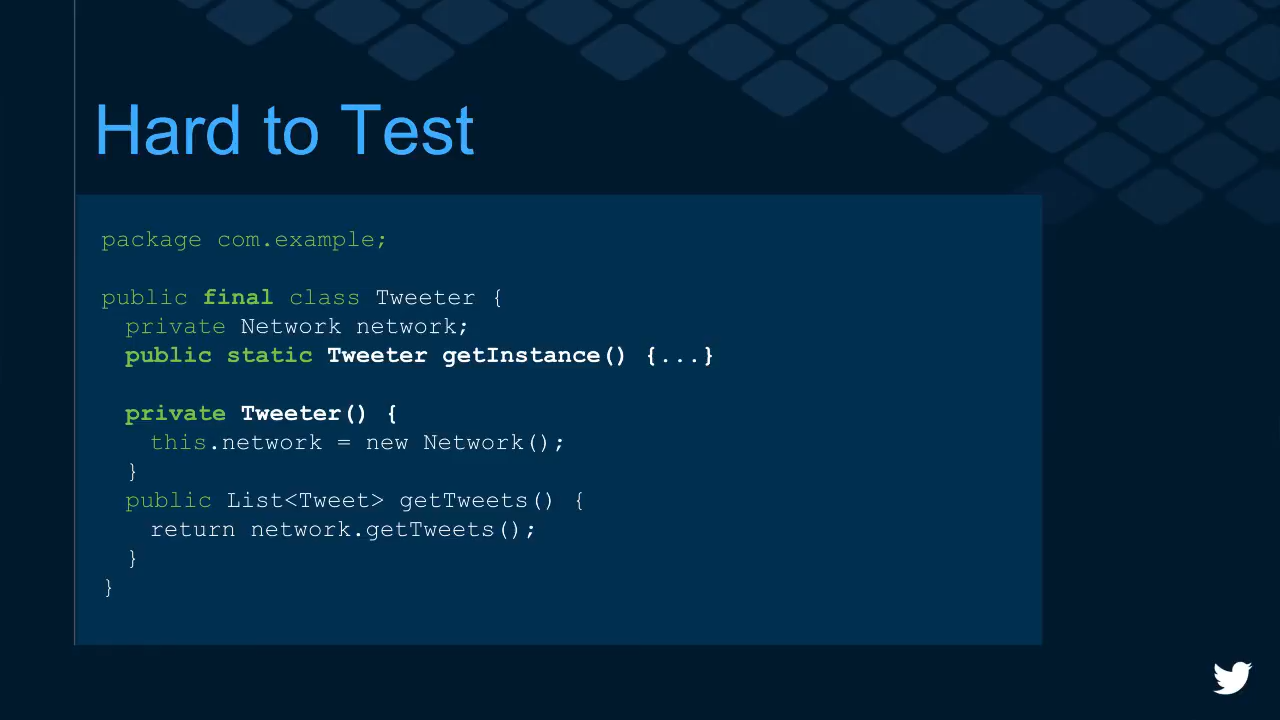 Hard to Test
package com.example;
public final class Tweeter {
private Network network;
public static Tweeter getInstance() {...}
private Tweeter() {
this.network = new Network();
}
public List<Tweet> getTweets() {
return network.getTweets();
}
}